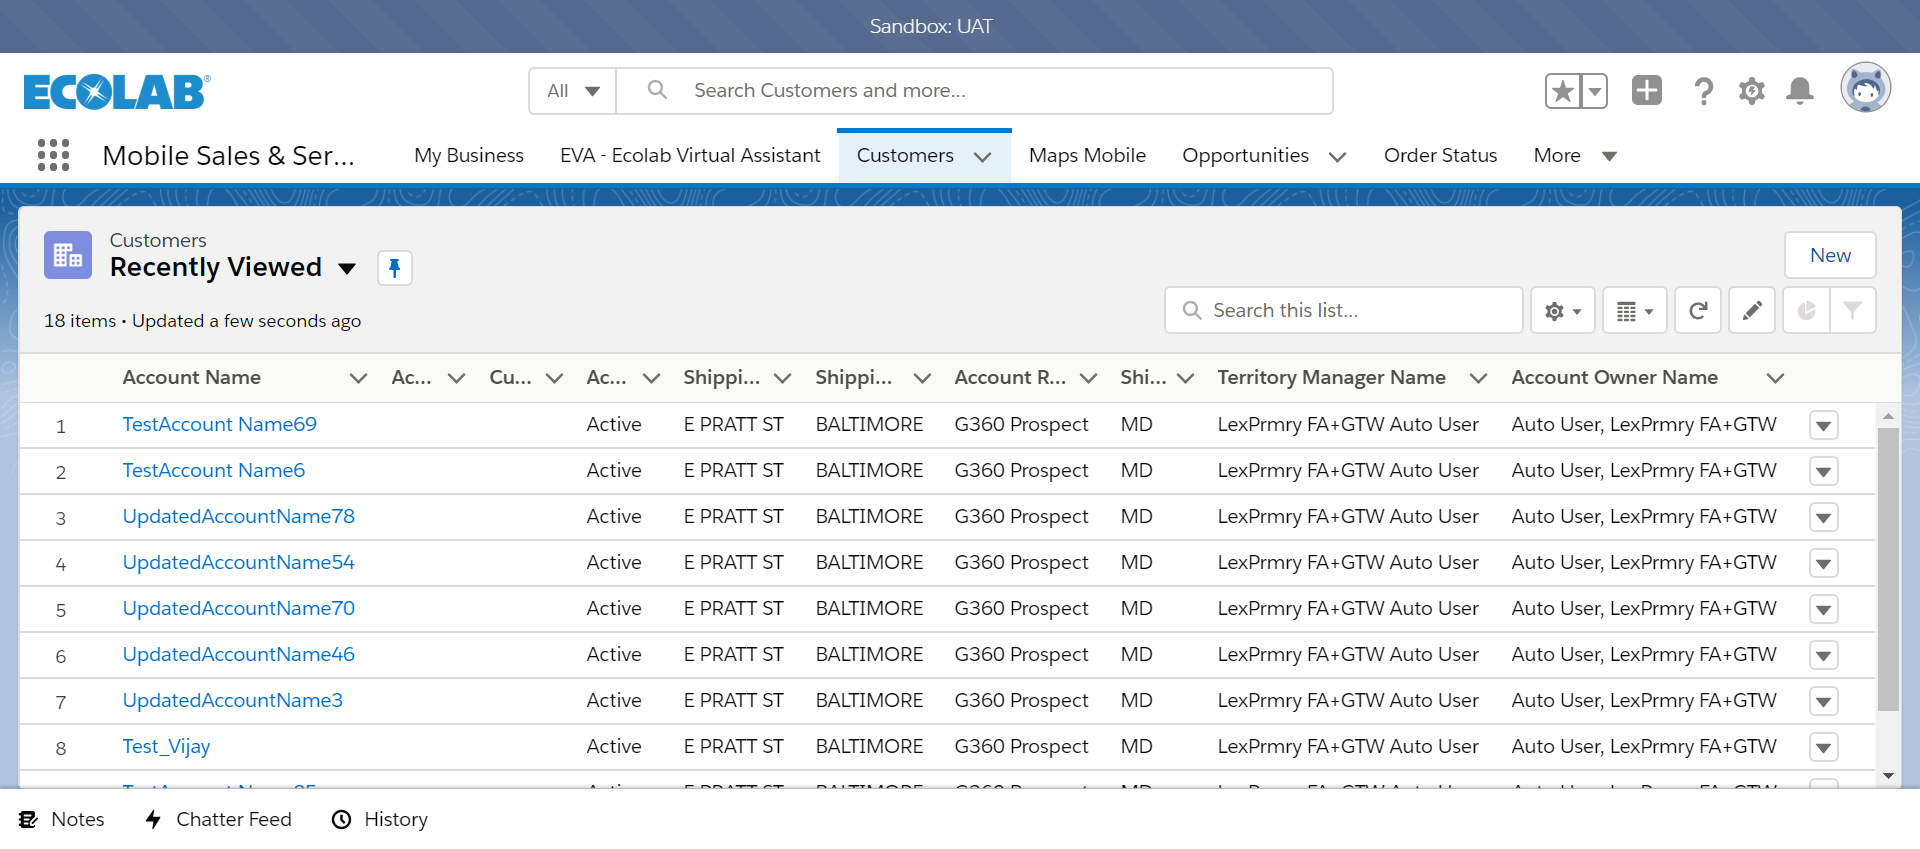 Sandbox: UAT
ECOLAB®
All Search Customers and more...
Mobile Sales & Ser... My Business EVA - Ecolab Virtual Assistant Customers Maps Mobile Opportunities Order Status More
Customers
Recently Viewed
New
18 items • Updated a few seconds ago
Search this list...
Account Name Ac... Cu... Ac... Shippi... Shippi... Account R... Shi... Territory Manager Name Account Owner Name
1 TestAccount Name69 Active E PRATT ST BALTIMORE G360 Prospect MD LexPrmry FA+GTW Auto User Auto User, LexPrmry FA+GTW
2 TestAccount Name6 Active E PRATT ST BALTIMORE G360 Prospect MD LexPrmry FA+GTW Auto User Auto User, LexPrmry FA+GTW
3 UpdatedAccountName78 Active E PRATT ST BALTIMORE G360 Prospect MD LexPrmry FA+GTW Auto User Auto User, LexPrmry FA+GTW
4 UpdatedAccountName54 Active E PRATT ST BALTIMORE G360 Prospect MD LexPrmry FA+GTW Auto User Auto User, LexPrmry FA+GTW
5 UpdatedAccountName70 Active E PRATT ST BALTIMORE G360 Prospect MD LexPrmry FA+GTW Auto User Auto User, LexPrmry FA+GTW
6 UpdatedAccountName46 Active E PRATT ST BALTIMORE G360 Prospect MD LexPrmry FA+GTW Auto User Auto User, LexPrmry FA+GTW
7 UpdatedAccountName3 Active E PRATT ST BALTIMORE G360 Prospect MD LexPrmry FA+GTW Auto User Auto User, LexPrmry FA+GTW
8 Test_Vijay Active E PRATT ST BALTIMORE G360 Prospect MD LexPrmry FA+GTW Auto User Auto User, LexPrmry FA+GTW
Notes Chatter Feed History